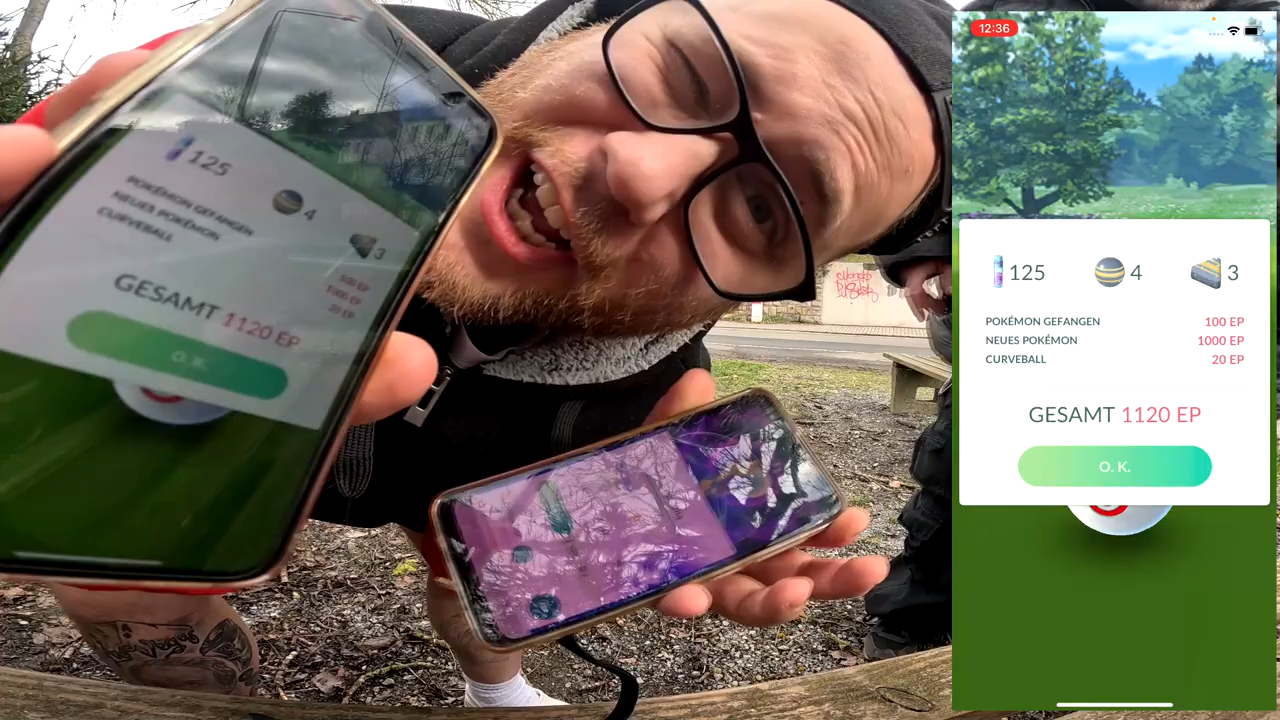 125
4
3
POKÉMON GEFANGEN
NEUES POKÉMON
CURVEBALL
100 EP
1000 EP
20 EP
GESAMT 1120 EP
O. K.
12:36
125 4 3
POKÉMON GEFANGEN 100 EP
NEUES POKÉMON 1000 EP
CURVEBALL 20 EP
GESAMT 1120 EP
O. K.